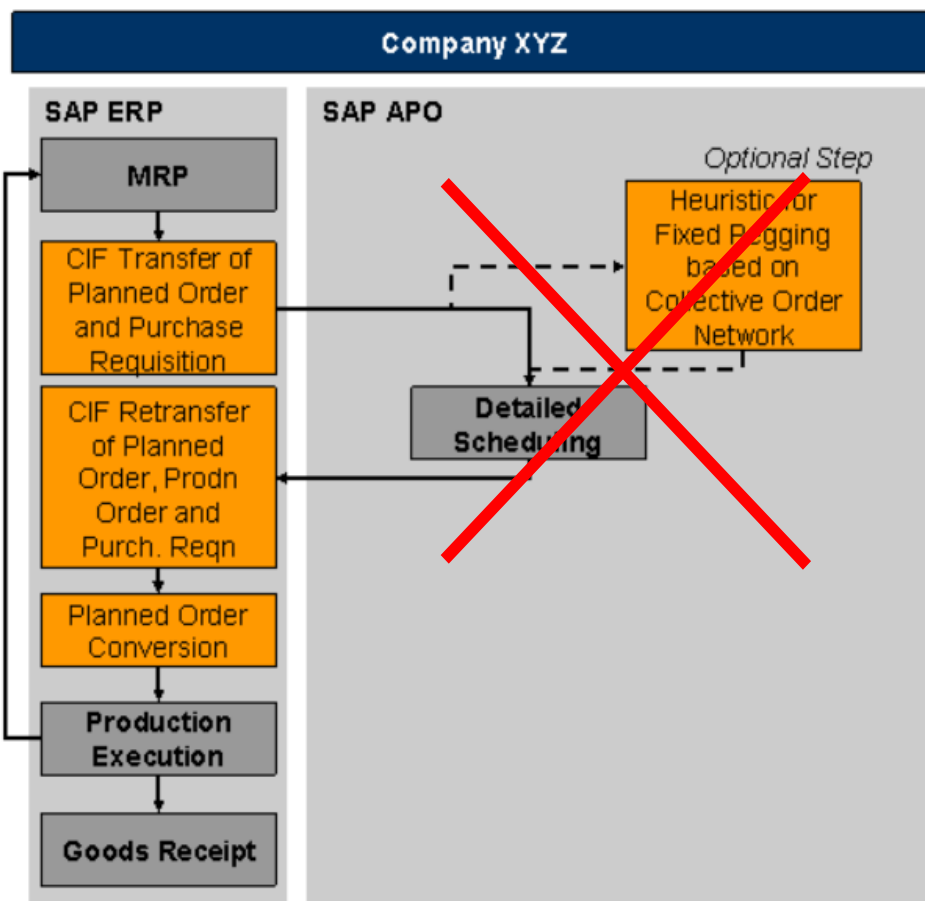 Company XYZ
SAP ERP
SAP APO
MRP
Optional Step
CIF Transfer of
Planned Order
and Purchase
Requisition
Heuristic for
Fixed Pegging
based on
Collective Order
Network
CIF Retransfer
of Planned
Order, Prodn
Order and
Purch. Reqn
Detailed
Scheduling
Planned Order
Conversion
Production
Execution
Goods Receipt